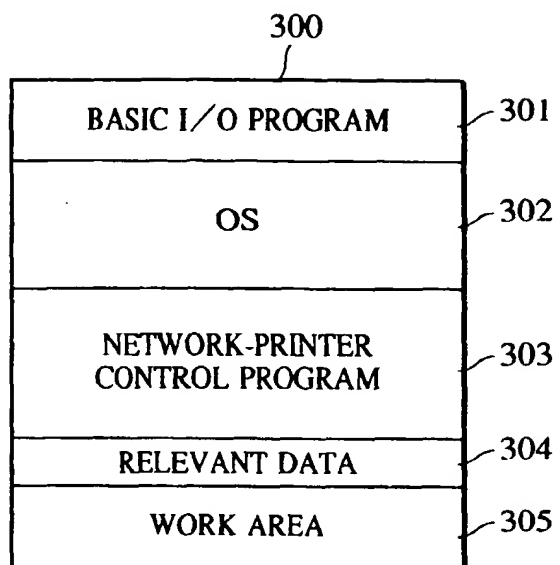 300
BASIC I/O PROGRAM
301
OS
302
NETWORK-PRINTER
CONTROL PROGRAM
303
RELEVANT DATA
304
WORK AREA
305